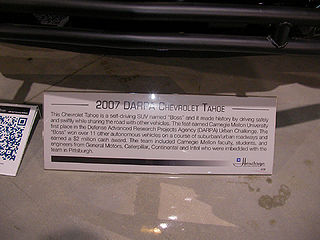 2007 DARPA CHEVROLET TAHOE
This Chevrolet Tahoe is a self-driving SUV named "Boss" and it made history by driving safely
and swiftly while sharing the road with other vehicles. The feat earned Carnegie Mellon University
first place in the Defense Advanced Research Projects Agency (DARPA) Urban Challenge. The
"Boss" won over 11 other autonomous vehicles on a course of suburban/urban roadways and
earned a $2 million cash award. The team included Carnegie Mellon faculty, students, and
engineers from General Motors, Caterpillar, Continental and Intel who were imbedded with the
team in Pittsburgh.
Heritage